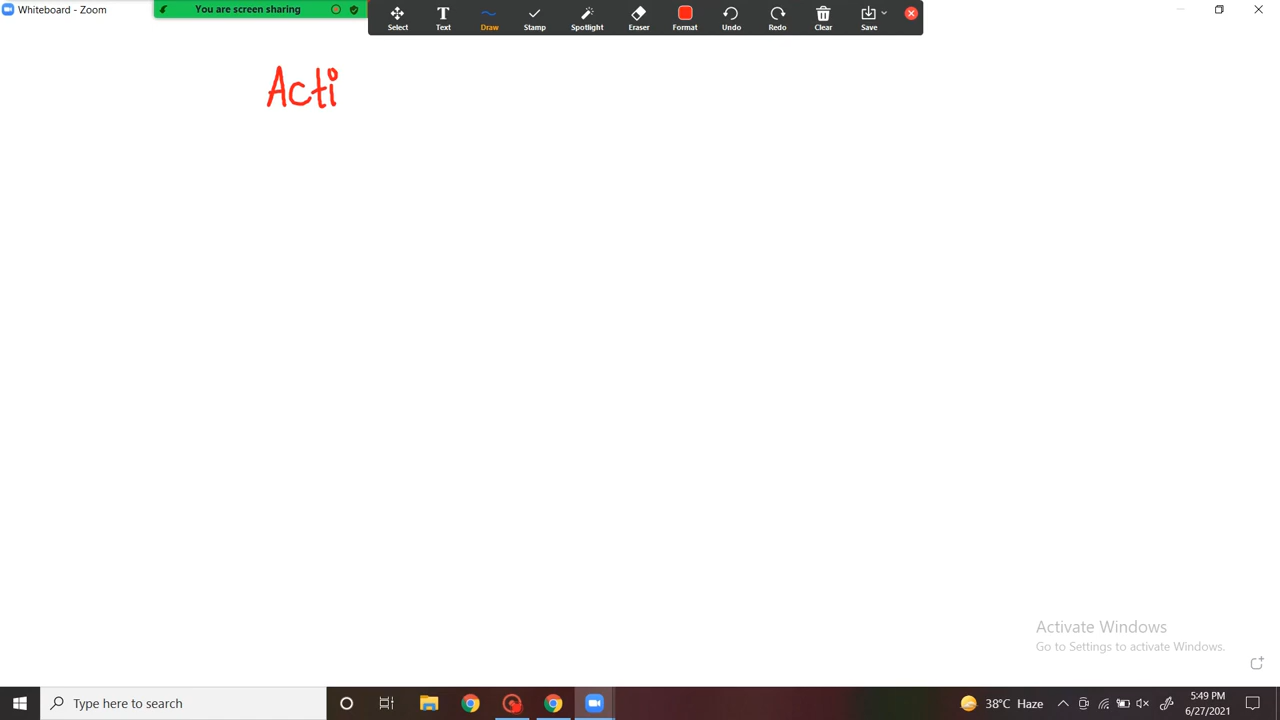 Whiteboard - Zoom
You are screen sharing
Select Text Draw Stamp Spotlight Eraser Format Undo Redo Clear Save
Acti
Activate Windows
Go to Settings to activate Windows.
Type here to search
38°C Haze
5:49 PM
6/27/2021